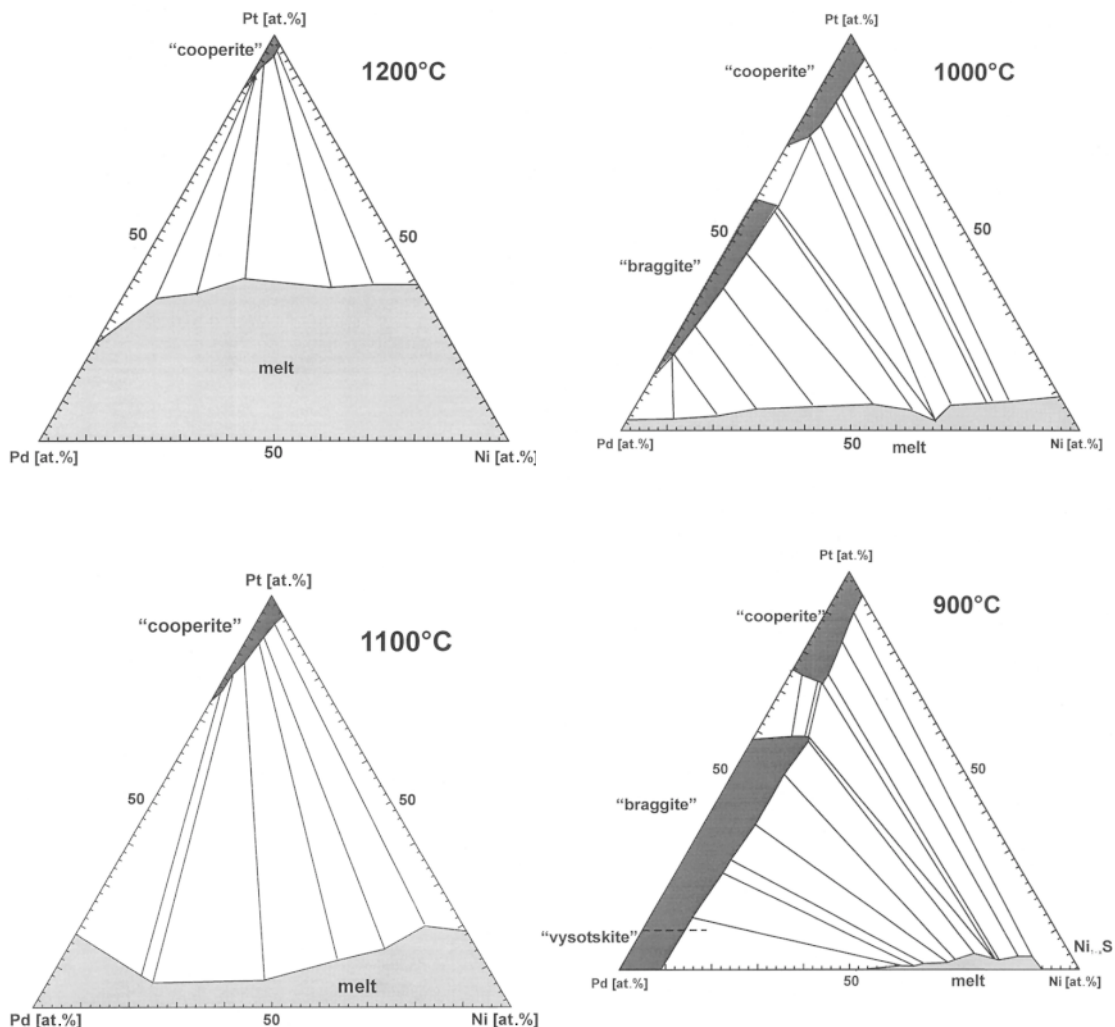 Pt [at.%]
“cooperite”
1200°C
50
50
melt
Pd [at.%]
50
Ni [at.%]
Pt [at.%]
“cooperite”
1000°C
50
50
“braggite”
Pd [at.%]
50
melt
Ni [at.%]
Pt [at.%]
“cooperite”
1100°C
50
50
melt
Pd [at.%]
50
Ni [at.%]
Pt [at.%]
“cooperite”
900°C
50
50
“braggite”
“vysotskite”
Pd [at.%]
50
melt
Ni [at.%]